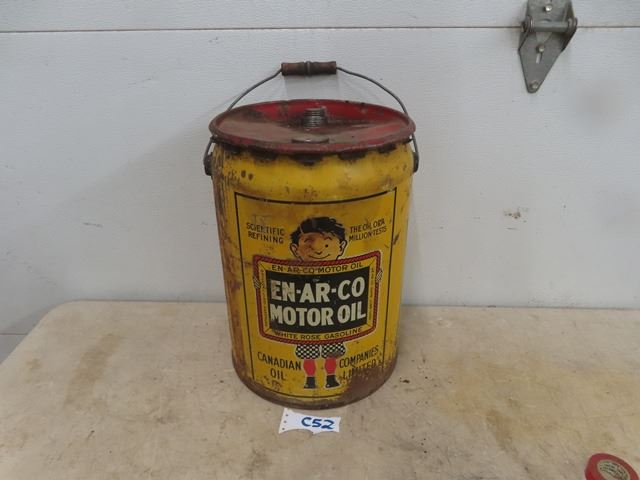 SCIENTIFIC
REFINING
THE OIL OF A
MILLION TESTS
EN-AR-CO MOTOR OIL
EN-AR-CO
MOTOR OIL
WHITE ROSE GASOLINE
CANADIAN
OIL
COMPANIES
LIMITED
C52